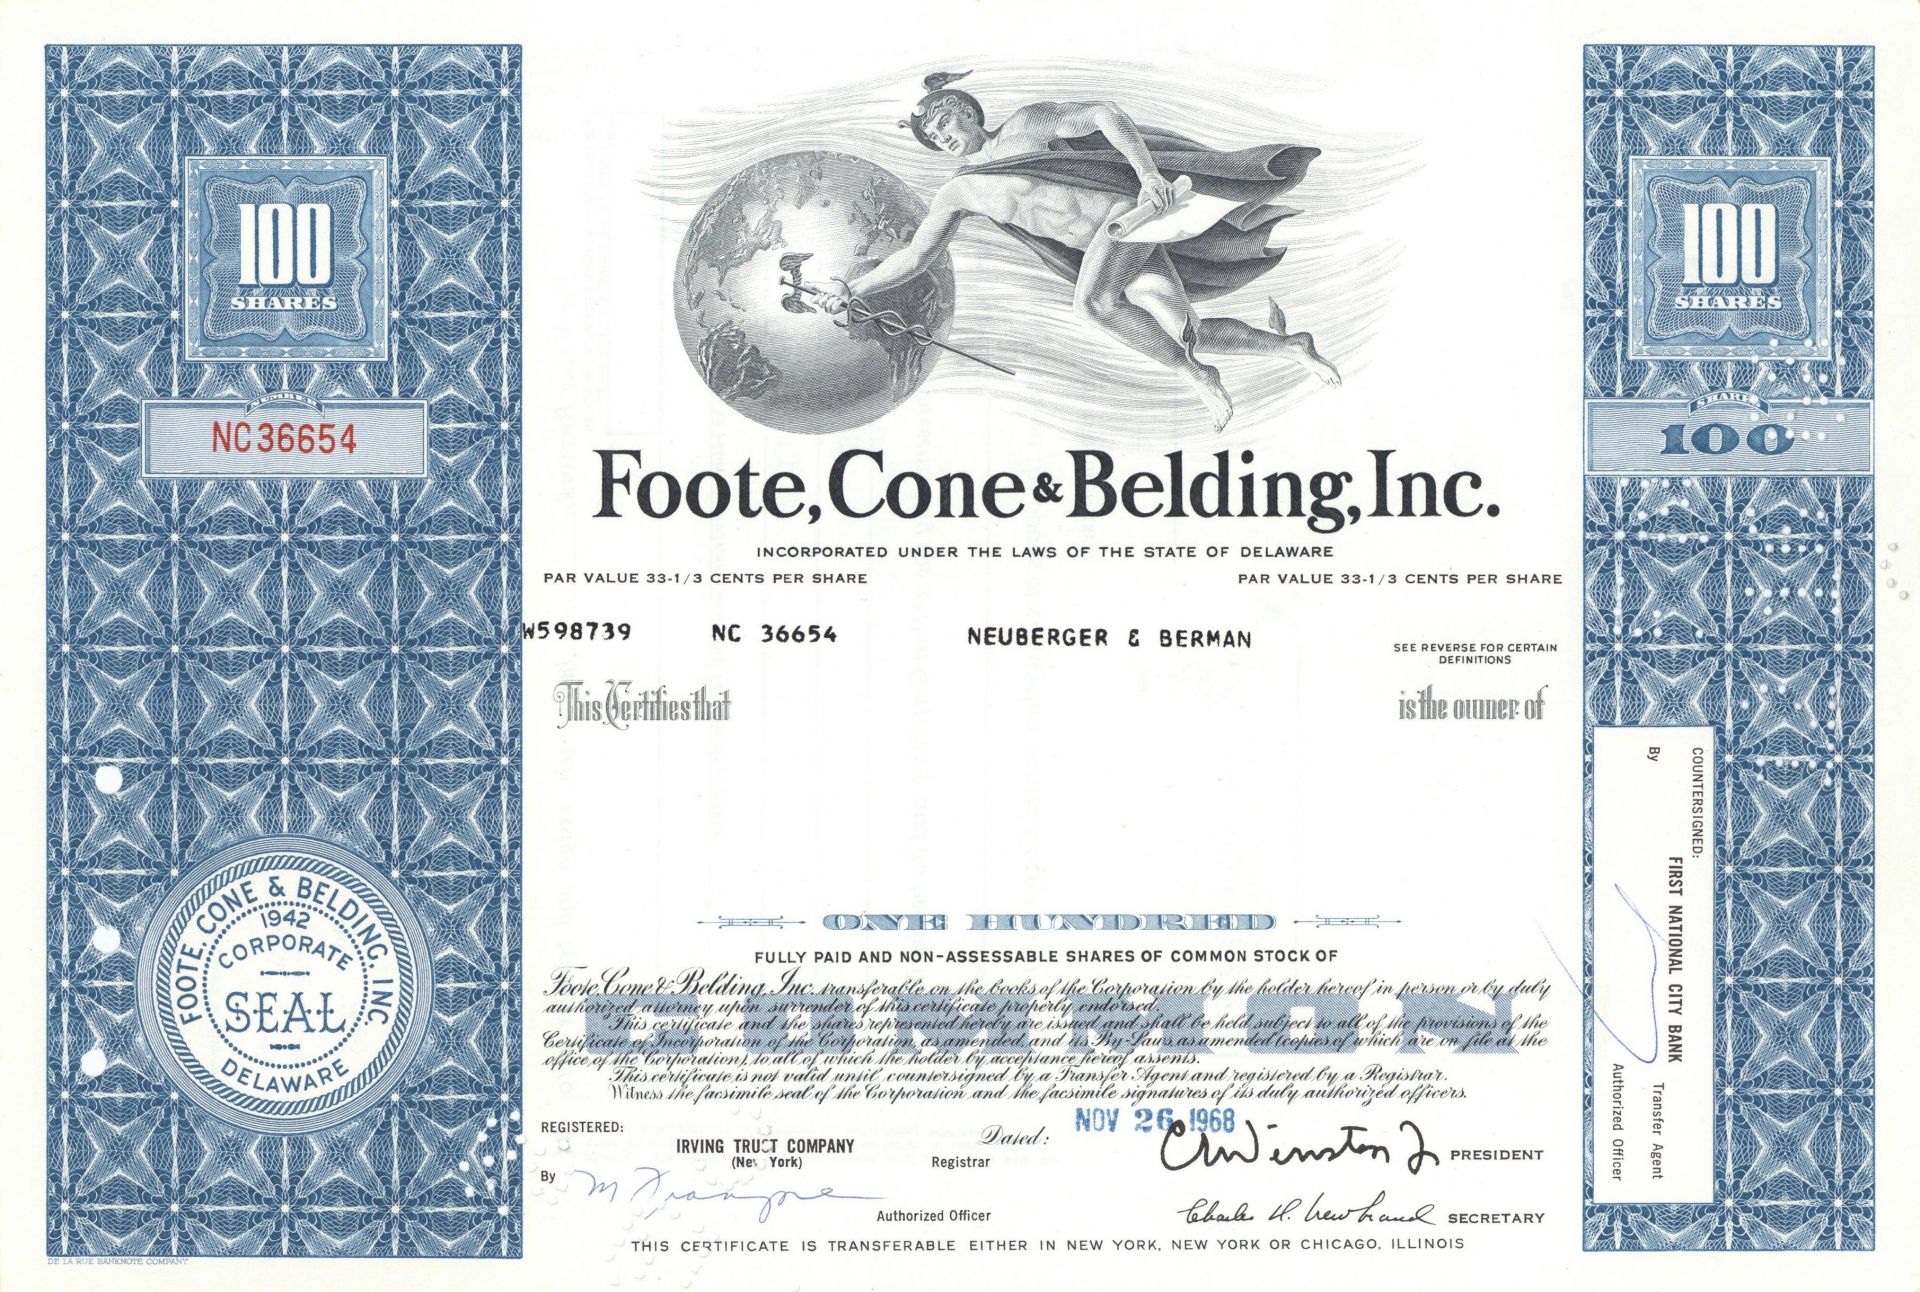 100
SHARES
100
SHARES
NUMBER
NC36654
SHARES
100
Foote, Cone & Belding, Inc.
INCORPORATED UNDER THE LAWS OF THE STATE OF DELAWARE
PAR VALUE 33-1/3 CENTS PER SHARE
PAR VALUE 33-1/3 CENTS PER SHARE
W598739 NC 36654 NEUBERGER & BERMAN
SEE REVERSE FOR CERTAIN
DEFINITIONS
This Certifies that
is the owner of
ONE HUNDRED
FULLY PAID AND NON-ASSESSABLE SHARES OF COMMON STOCK OF
Foote, Cone & Belding, Inc. transferable on the books of the Corporation by the holder hereof in person or by duly
authorized attorney upon surrender of this certificate properly endorsed.
This certificate and the shares represented hereby are issued and shall be held subject to all of the provisions of the
Certificate of Incorporation of the Corporation, as amended, and its By-Laws as amended (copies of which are on file at the
office of the Corporation), to all of which the holder by acceptance hereof assents.
This certificate is not valid until countersigned by a Transfer Agent and registered by a Registrar.
Witness the facsimile seal of the Corporation and the facsimile signatures of its duly authorized officers.
FOOTE, CONE & BELDING, INC.
1942
CORPORATE
SEAL
DELAWARE
REGISTERED:
IRVING TRUST COMPANY
(New York)
Registrar
By
Authorized Officer
Dated:
NOV 26 1968
PRESIDENT
SECRETARY
THIS CERTIFICATE IS TRANSFERABLE EITHER IN NEW YORK, NEW YORK OR CHICAGO, ILLINOIS
COUNTERSIGNED:
FIRST NATIONAL CITY BANK
Transfer Agent
By
Authorized Officer
DE LA RUE BANKNOTE COMPANY